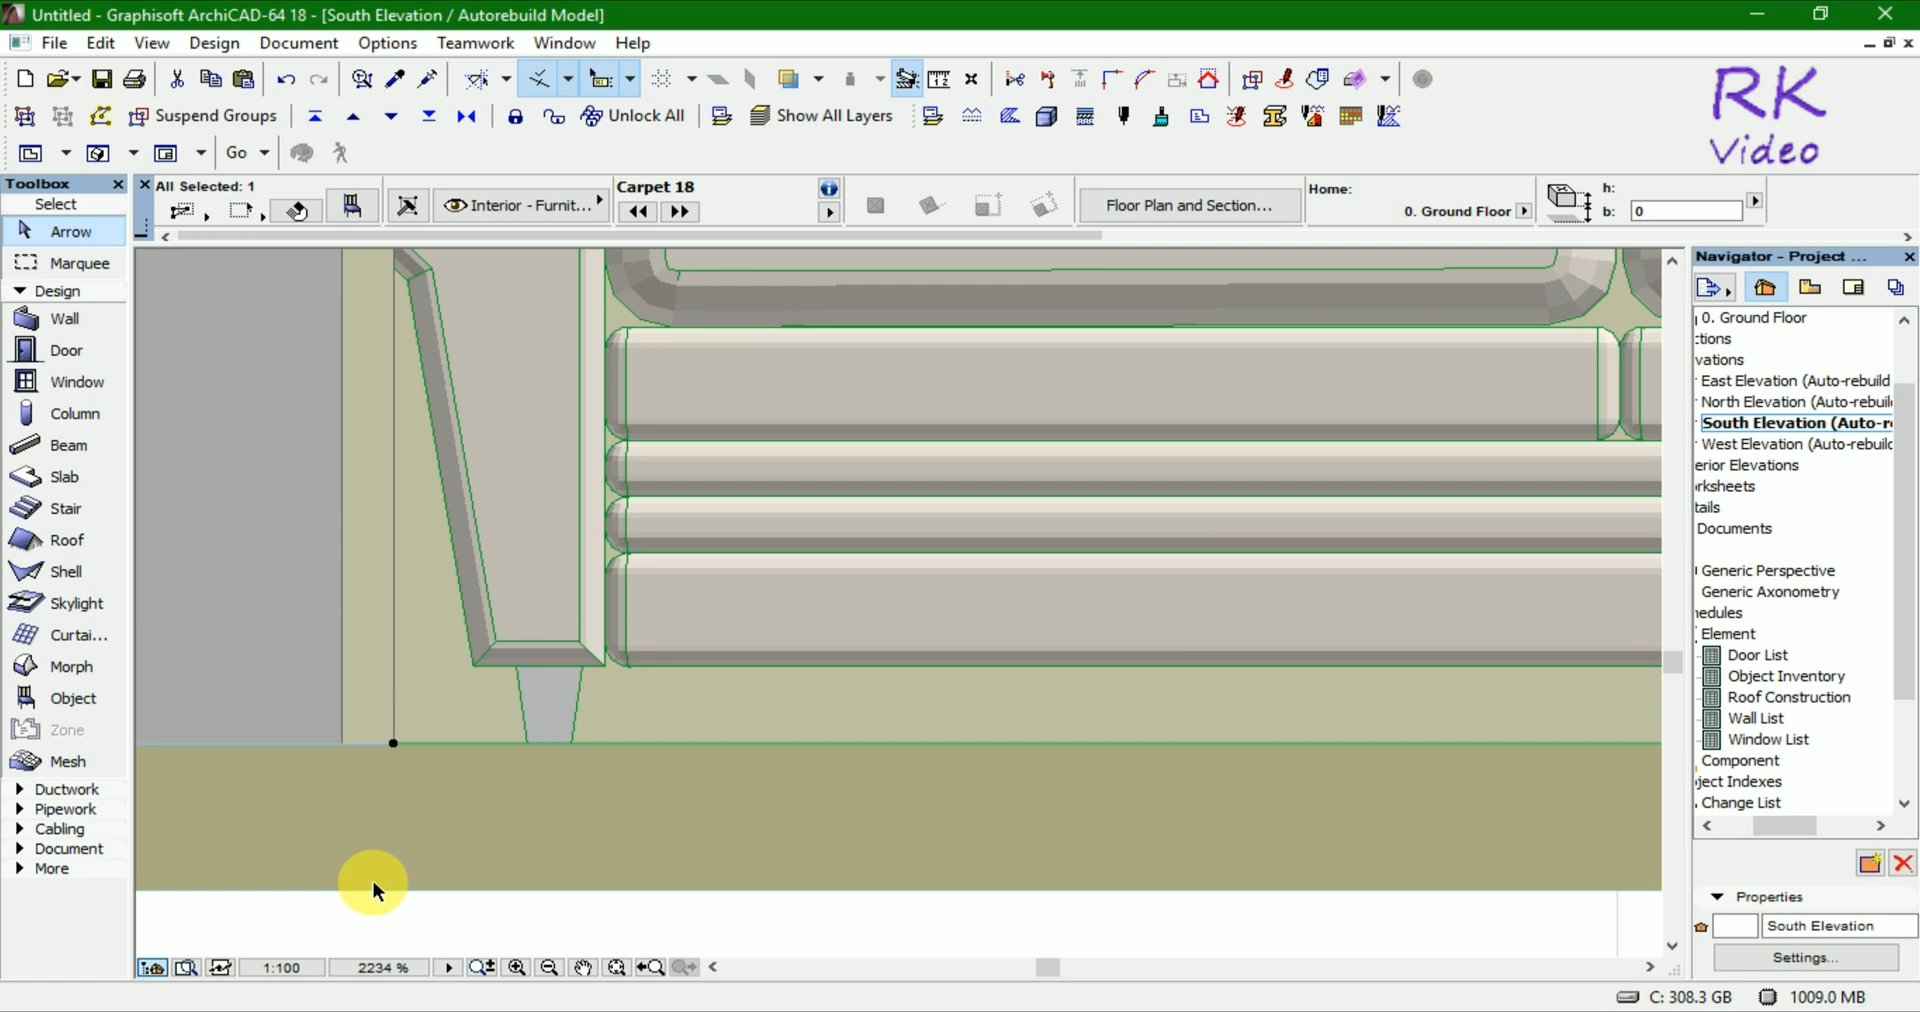 Untitled - Graphisoft ArchiCAD-64 18 - [South Elevation / Autorebuild Model]
File Edit View Design Document Options Teamwork Window Help
RK
Video
Suspend Groups
Unlock All
Show All Layers
Go
Toolbox
Select
Arrow
Marquee
Design
Wall
Door
Window
Column
Beam
Slab
Stair
Roof
Shell
Skylight
Curtai...
Morph
Object
Zone
Mesh
Ductwork
Pipework
Cabling
Document
More
All Selected: 1
Interior - Furnit...
Carpet 18
Floor Plan and Section...
Home:
0. Ground Floor
h:
b: 0
Navigator - Project ...
0. Ground Floor
tions
vations
East Elevation (Auto-rebuild
North Elevation (Auto-rebuil
South Elevation (Auto-r
West Elevation (Auto-rebuild
erior Elevations
rksheets
tails
Documents
Generic Perspective
Generic Axonometry
nedules
Element
Door List
Object Inventory
Roof Construction
Wall List
Window List
Component
ject Indexes
Change List
Properties
South Elevation
Settings...
1:100
2234 %
C: 308.3 GB
1009.0 MB